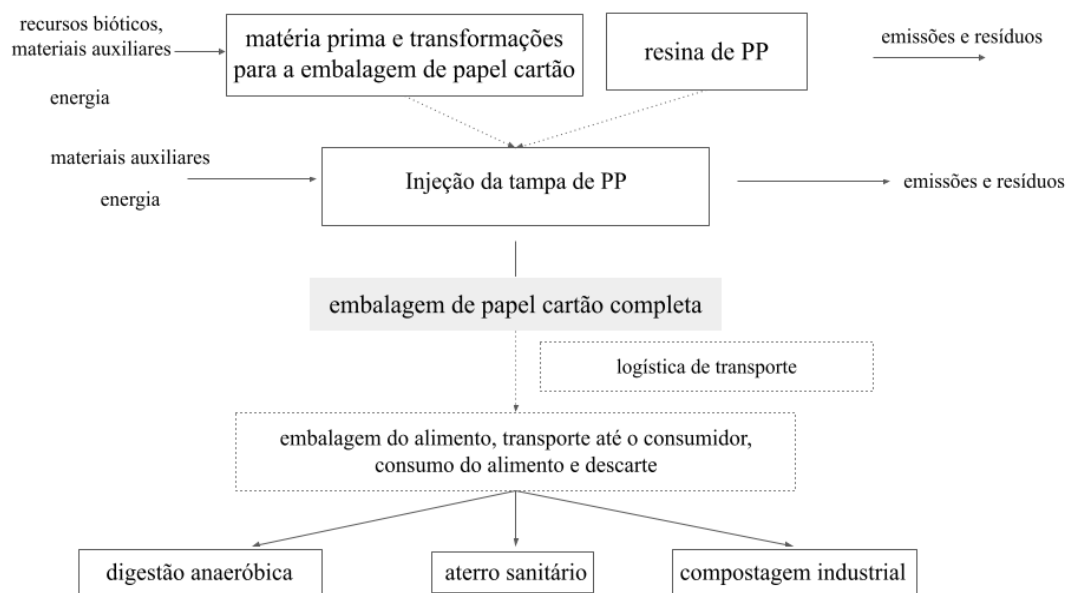 recursos bióticos,
materiais auxiliares
matéria prima e transformações
para a embalagem de papel cartão
resina de PP
emissões e resíduos
energia
materiais auxiliares
energia
Injeção da tampa de PP
emissões e resíduos
embalagem de papel cartão completa
logística de transporte
embalagem do alimento, transporte até o consumidor,
consumo do alimento e descarte
digestão anaeróbica
aterro sanitário
compostagem industrial